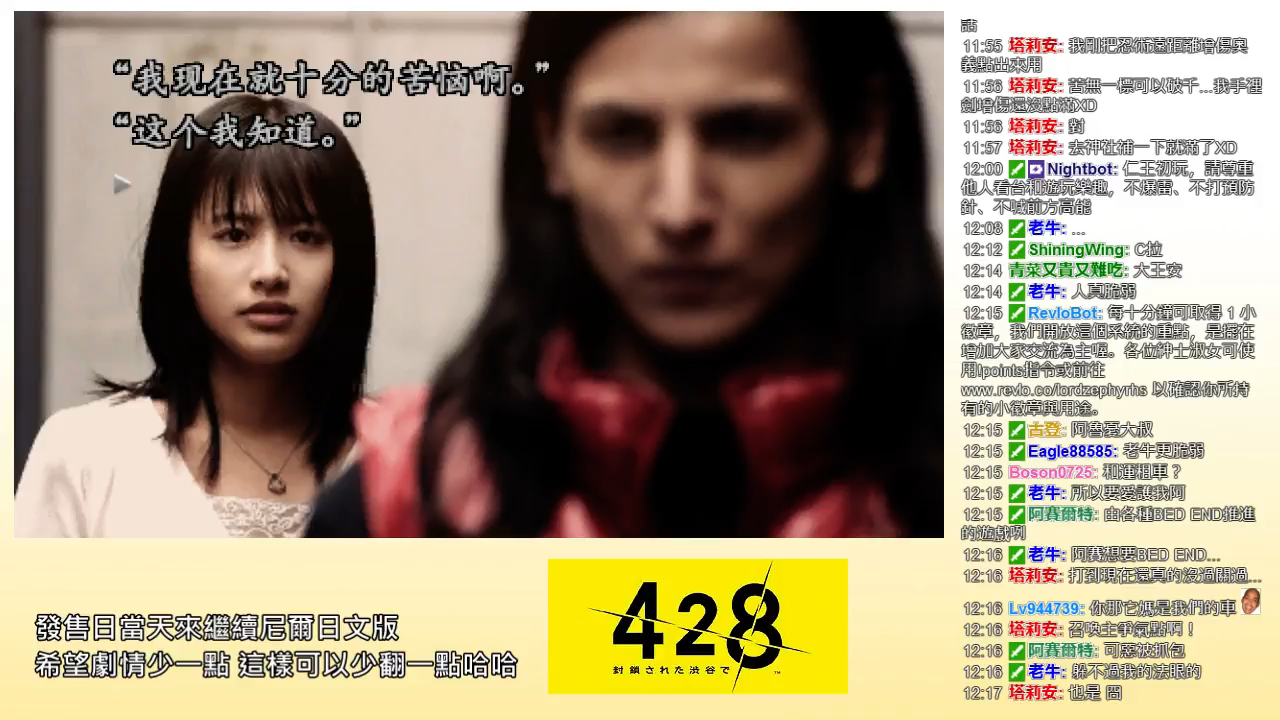 “我现在就十分的苦恼啊。”
“这个我知道。”
發售日當天來繼續尼爾日文版
希望劇情少一點 這樣可以少翻一點哈哈
428
封鎖された渋谷で
TM
話
11:55 塔莉安: 我剛把忍術遠距離增傷奧
義點出來用
11:56 塔莉安: 苦無一標可以破千...我手裡
劍增傷還沒點滿XD
11:56 塔莉安: 對
11:57 塔莉安: 去神社補一下就滿了XD
12:00 Nightbot: 仁王初玩，請尊重
他人看台和遊玩樂趣，不爆雷、不打預防
針、不喊前方高能
12:08 老牛: ...
12:12 ShiningWing: C拉
12:14 青菜又貴又難吃: 大王安
12:14 老牛: 人真脆弱
12:15 RevloBot: 每十分鐘可取得 1 小
徽章，我們開放這個系統的重點，是擺在
增加大家交流為主喔。各位紳士淑女可使
用!points指令或前往
www.revlo.co/lordzephyrhs 以確認你所持
有的小徽章與用途。
12:15 古登: 阿魯憂大叔
12:15 Eagle88585: 老牛更脆弱
12:15 Boson0725: 和運租車？
12:15 老牛: 所以要愛護我阿
12:15 阿賽爾特: 由各種BED END推進
的遊戲咧
12:16 老牛: 阿賽想要BED END...
12:16 塔莉安: 打到現在還真的沒過關過...
12:16 Lv944739: 你那它媽是我們的車
12:16 塔莉安: 召喚主爭氣點啊！
12:16 阿賽爾特: 可惡被抓包
12:16 老牛: 躲不過我的法眼的
12:17 塔莉安: 也是 冏